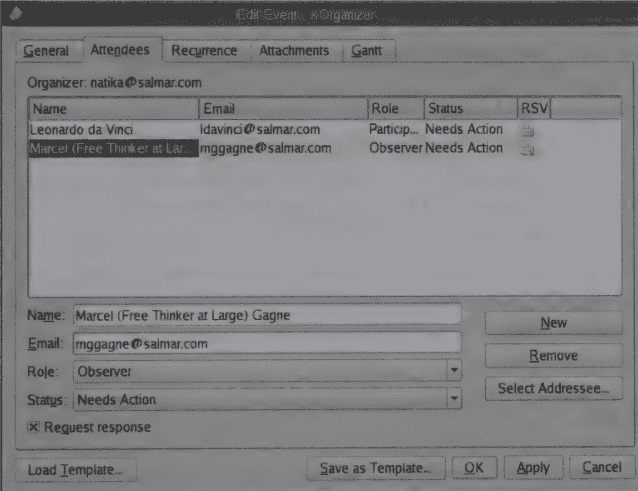 Edit Event - KOrganizer
General Attendees Recurrence Attachments Gantt
Organizer: natika@salmar.com
Name Email Role Status RSV
Leonardo da Vinci ldavinci@salmar.com Particip... Needs Action
Marcel (Free Thinker at Lar... mggagne@salmar.com Observer Needs Action
Name: Marcel (Free Thinker at Large) Gagne
New
Email: mggagne@salmar.com
Remove
Role: Observer
Select Addressee...
Status: Needs Action
Request response
Load Template... Save as Template... OK Apply Cancel